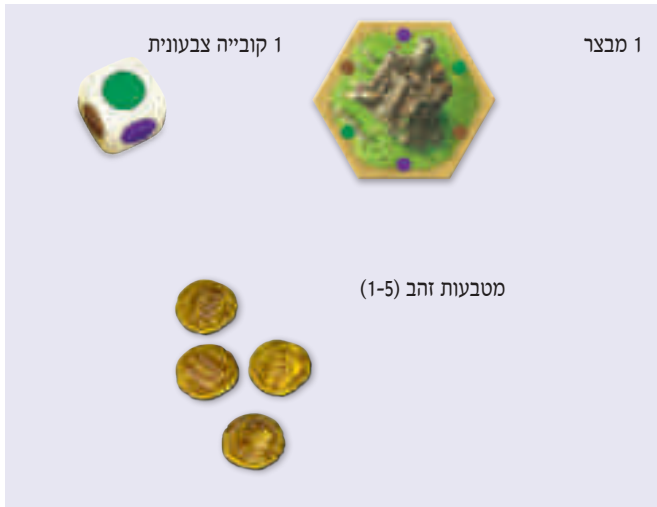 1 מבצר
1 קובייה צבעונית
מטבעות זהב (1-5)